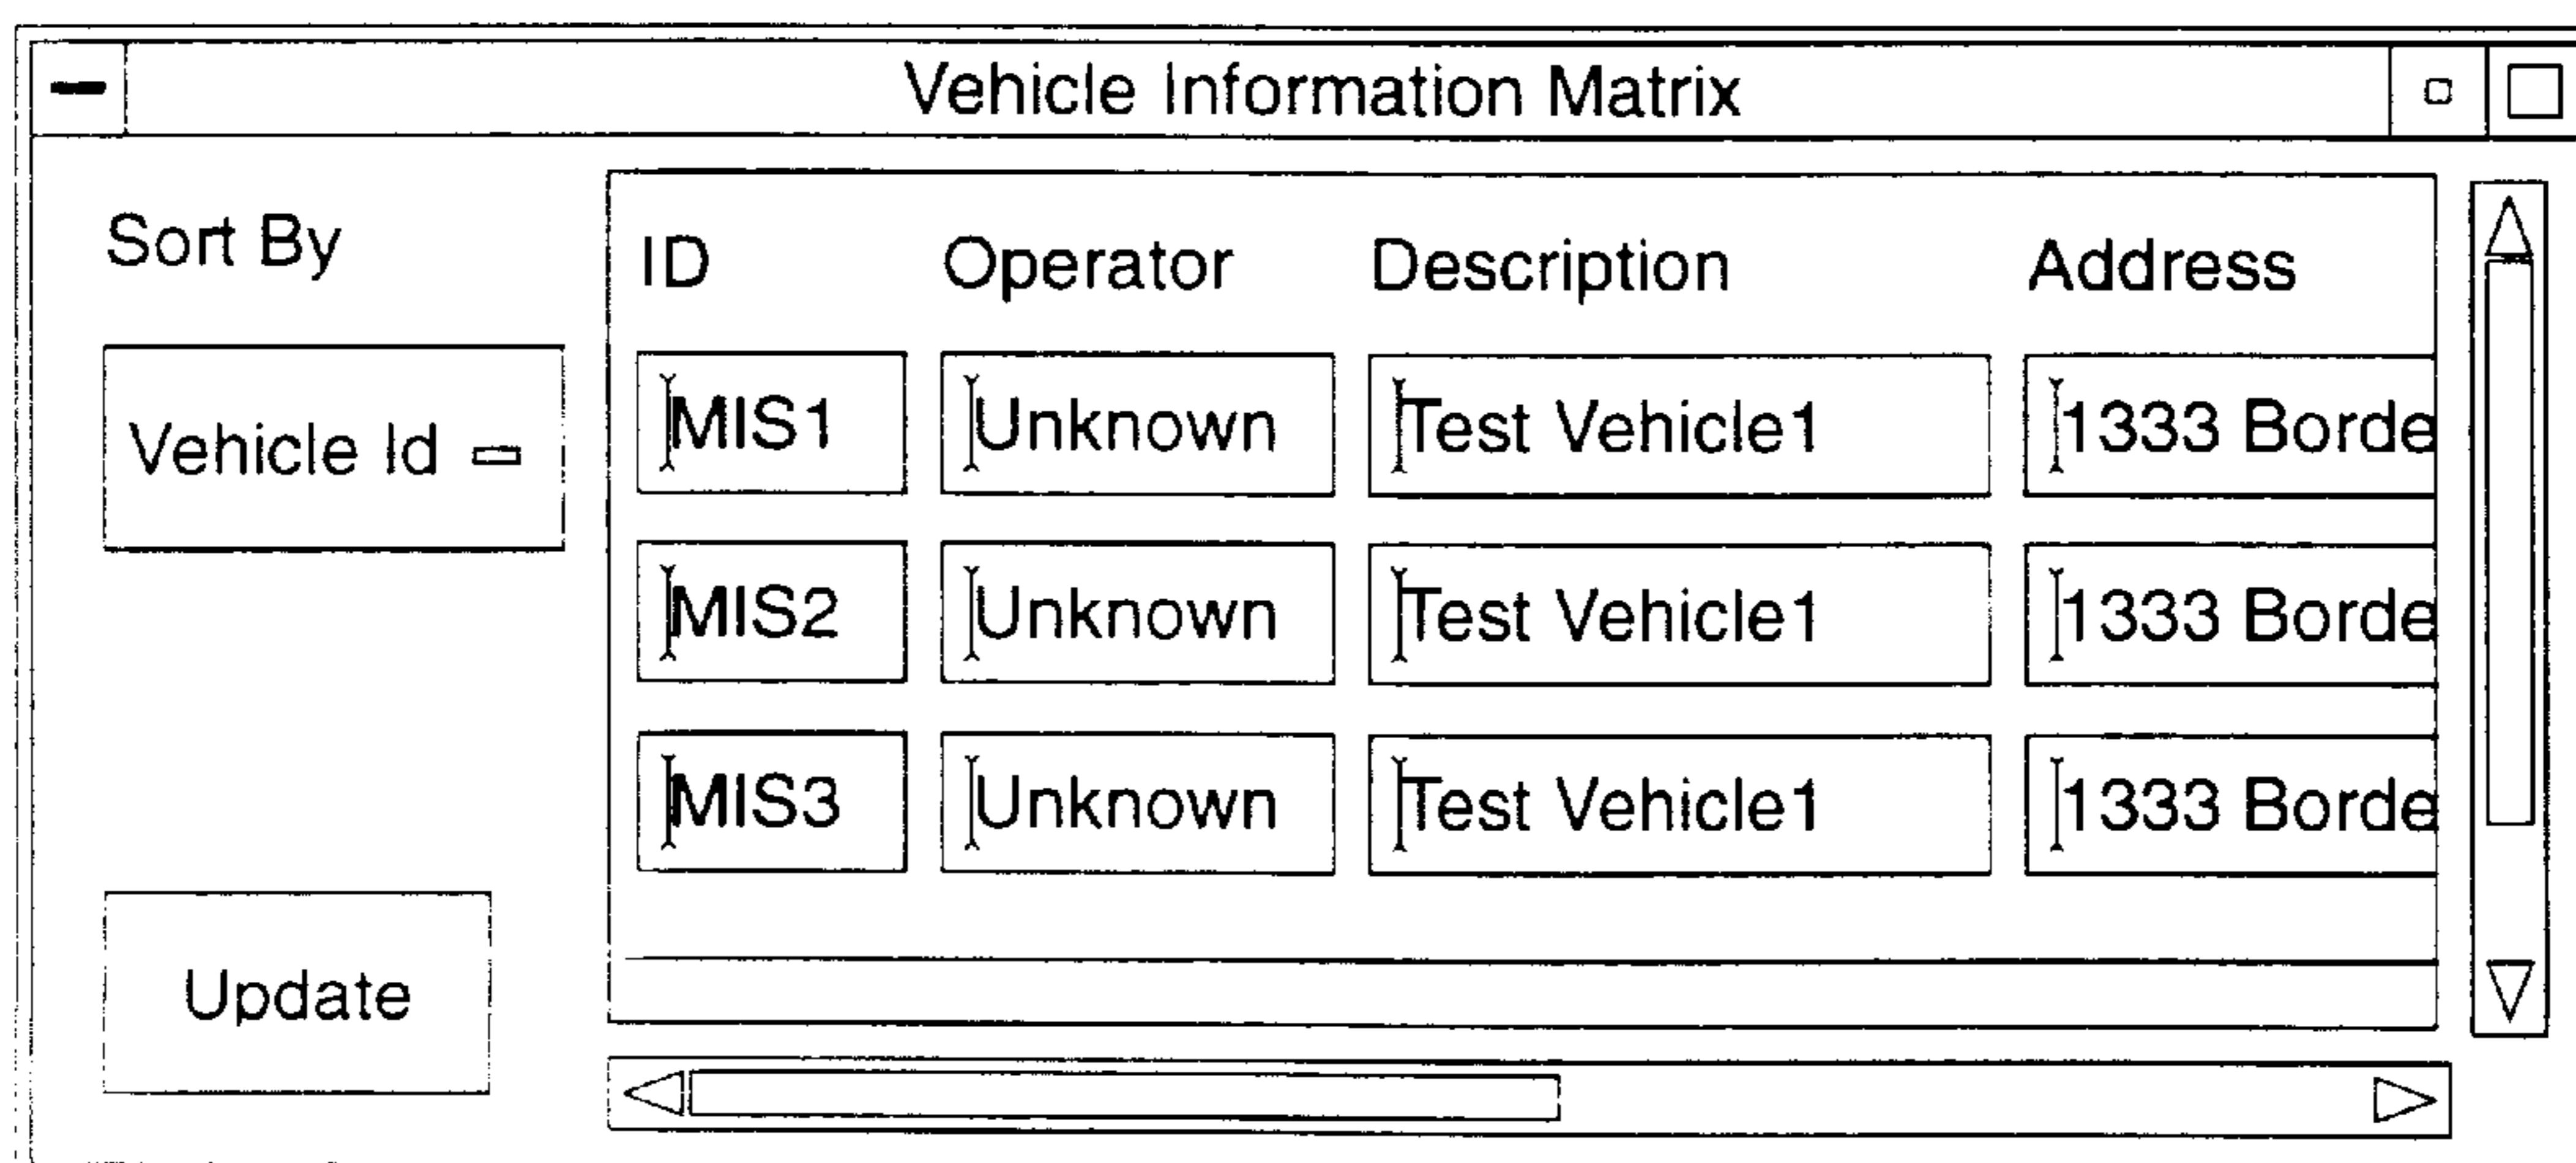 Vehicle Information Matrix
Sort By
Vehicle Id
Update
ID Operator Description Address
MIS1 Unknown Test Vehicle1 1333 Borde
MIS2 Unknown Test Vehicle1 1333 Borde
MIS3 Unknown Test Vehicle1 1333 Borde